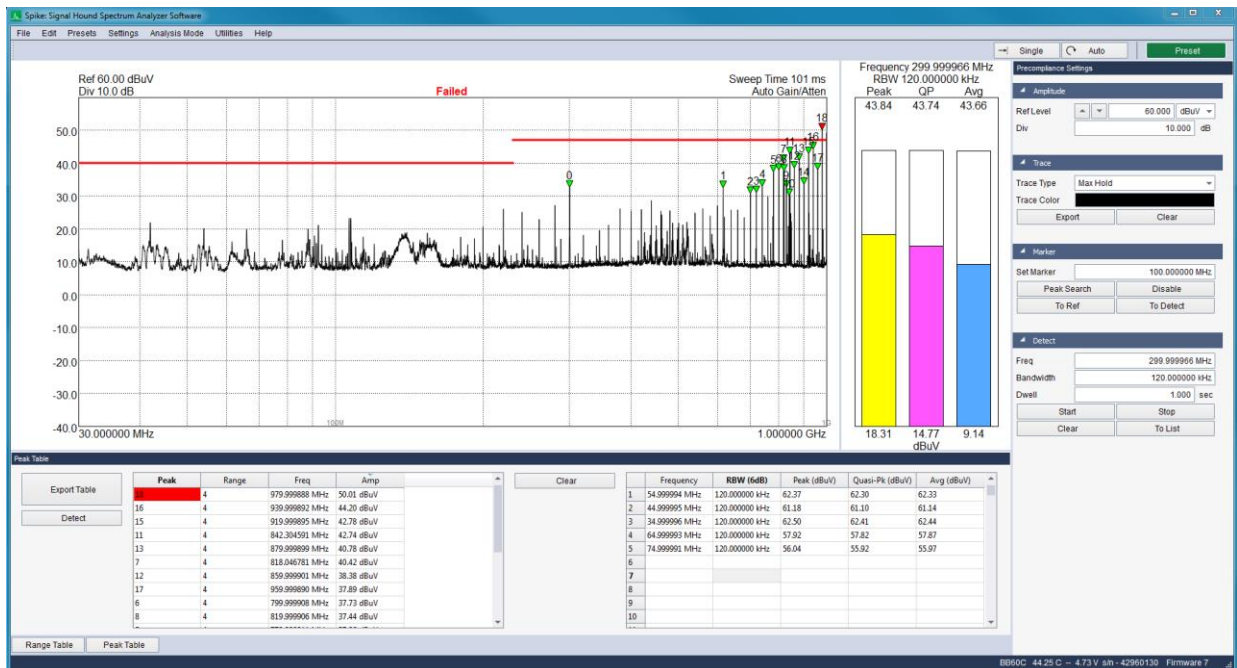 Spike: Signal Hound Spectrum Analyzer Software
File Edit Presets Settings Analysis Mode Utilities Help
Single Auto Preset
Ref 60.00 dBuV
Div 10.0 dB
Failed
Sweep Time 101 ms
Auto Gain/Atten
50.0
40.0
30.0
20.0
10.0
0.0
-10.0
-20.0
-30.0
-40.0
0
1
4
7
11
13
14
16
17
18
100M
30.000000 MHz
1.000000 GHz
Frequency 299.999966 MHz
RBW 120.000000 kHz
Peak QP Avg
43.84 43.74 43.66
18.31 14.77 9.14
dBuV
Precompliance Settings
Amplitude
Ref Level 60.000 dBuV
Div 10.000 dB
Trace
Trace Type Max Hold
Trace Color
Export Clear
Marker
Set Marker 100.000000 MHz
Peak Search Disable
To Ref To Detect
Detect
Freq 299.999966 MHz
Bandwidth 120.000000 kHz
Dwell 1.000 sec
Start Stop
Clear To List
Peak Table
Export Table
Detect
Peak Range Freq Amp
4 979.999888 MHz 50.01 dBuV
16 4 939.999892 MHz 44.20 dBuV
15 4 919.999895 MHz 42.78 dBuV
11 4 842.304591 MHz 42.74 dBuV
13 4 879.999899 MHz 40.78 dBuV
7 4 818.046781 MHz 40.42 dBuV
12 4 859.999901 MHz 38.38 dBuV
17 4 959.999890 MHz 37.89 dBuV
6 4 799.999908 MHz 37.73 dBuV
8 4 819.999906 MHz 37.44 dBuV
Clear
Frequency RBW (6dB) Peak (dBuV) Quasi-Pk (dBuV) Avg (dBuV)
1 54.999994 MHz 120.000000 kHz 62.37 62.30 62.33
2 44.999995 MHz 120.000000 kHz 61.18 61.10 61.14
3 34.999996 MHz 120.000000 kHz 62.50 62.41 62.44
4 64.999993 MHz 120.000000 kHz 57.92 57.82 57.87
5 74.999991 MHz 120.000000 kHz 56.04 55.92 55.97
6
7
8
9
10
Range Table Peak Table
BB60C 44.25 C -- 4.73 V s/n - 42960130 Firmware 7